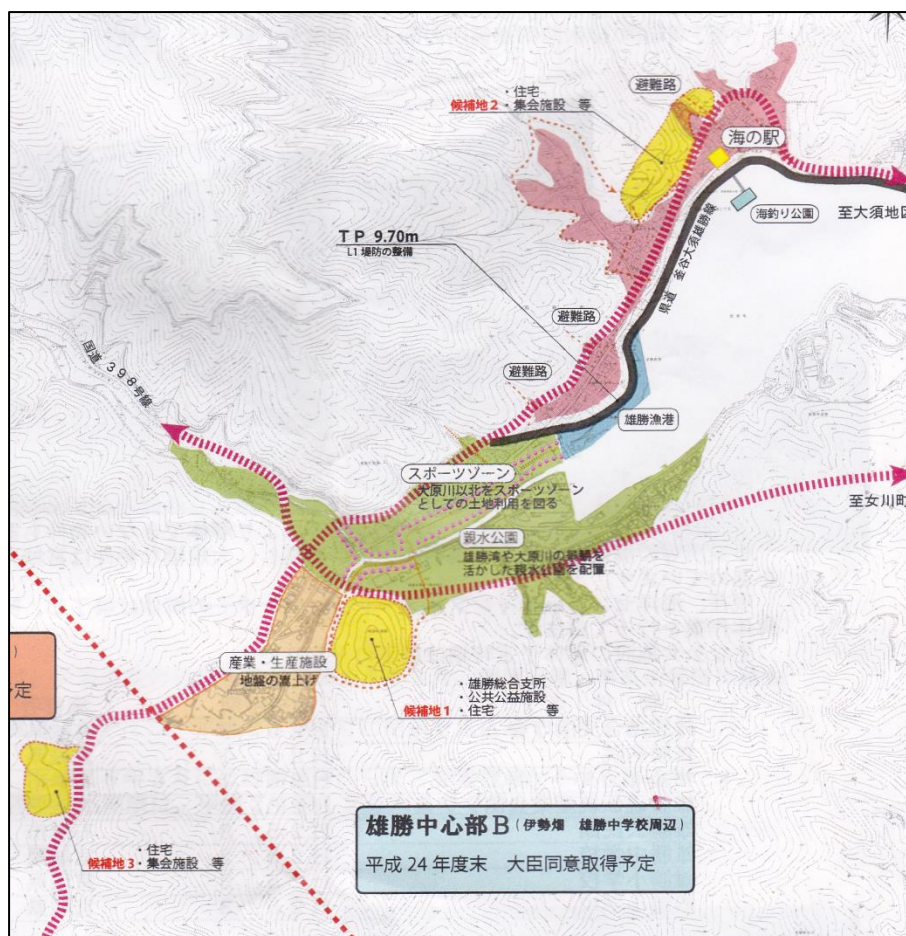 避難路
・住宅
候補地2・集会施設　等
海の駅
海釣り公園
至大須地区
県道　釜谷大須雄勝線
TP 9.70m
L1 堤防の整備
避難路
避難路
雄勝漁港
国道398号線
スポーツゾーン
大原川以北をスポーツゾーン
としての土地利用を図る
至女川町
親水公園
雄勝湾や大原川の
活かした親水公園を配置
産業・生産施設
地盤の嵩上げ
・雄勝総合支所
・公共公益施設
候補地1・住宅　　等
）
予定
・住宅
候補地3・集会施設　等
雄勝中心部B（伊勢畑　雄勝中学校周辺）
平成24年度末　大臣同意取得予定